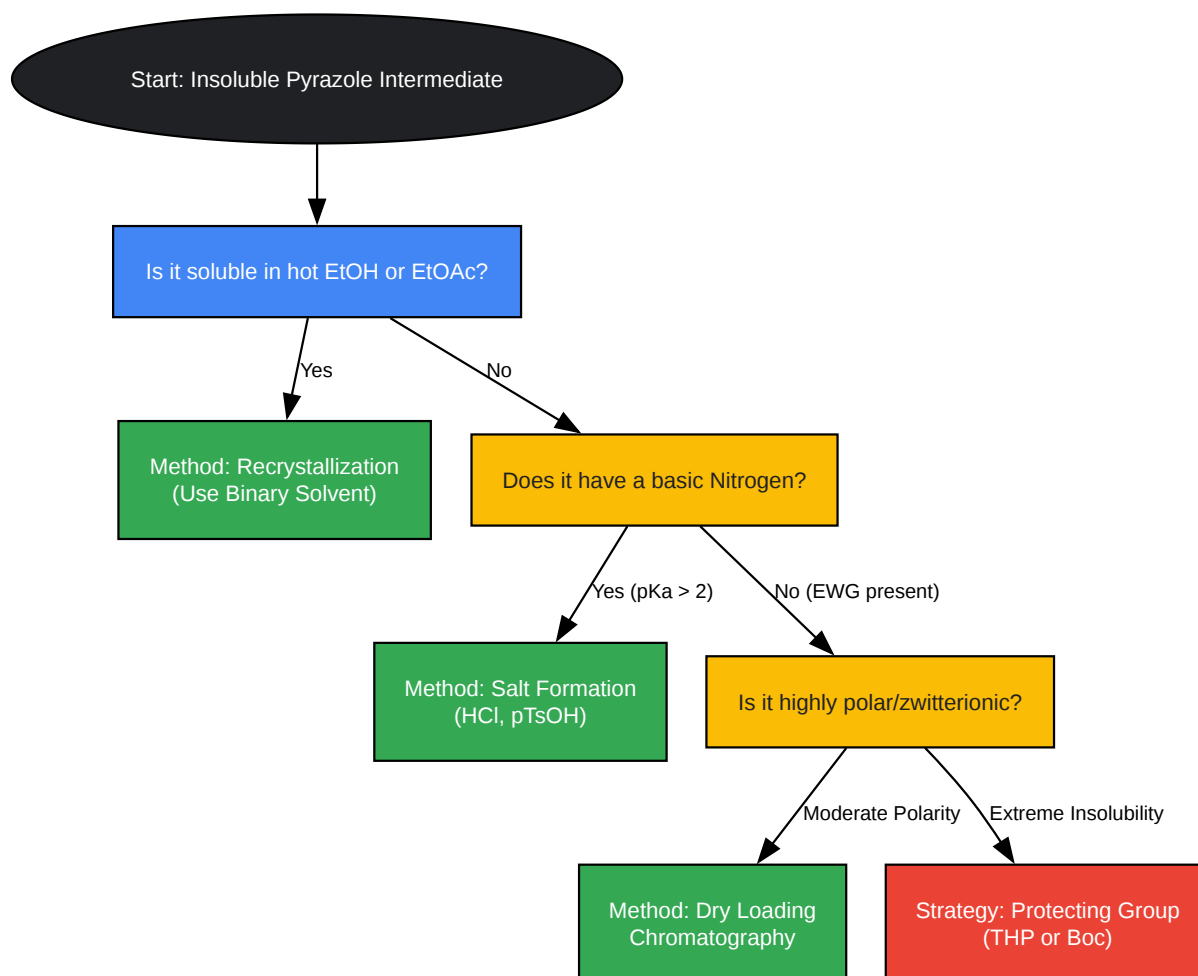 Start: Insoluble Pyrazole Intermediate
Is it soluble in hot EtOH or EtOAc?
Yes
No
Method: Recrystallization
(Use Binary Solvent)
Does it have a basic Nitrogen?
Yes (pKa > 2)
No (EWG present)
Method: Salt Formation
(HCl, pTsOH)
Is it highly polar/zwitterionic?
Moderate Polarity
Extreme Insolubility
Method: Dry Loading
Chromatography
Strategy: Protecting Group
(THP or Boc)